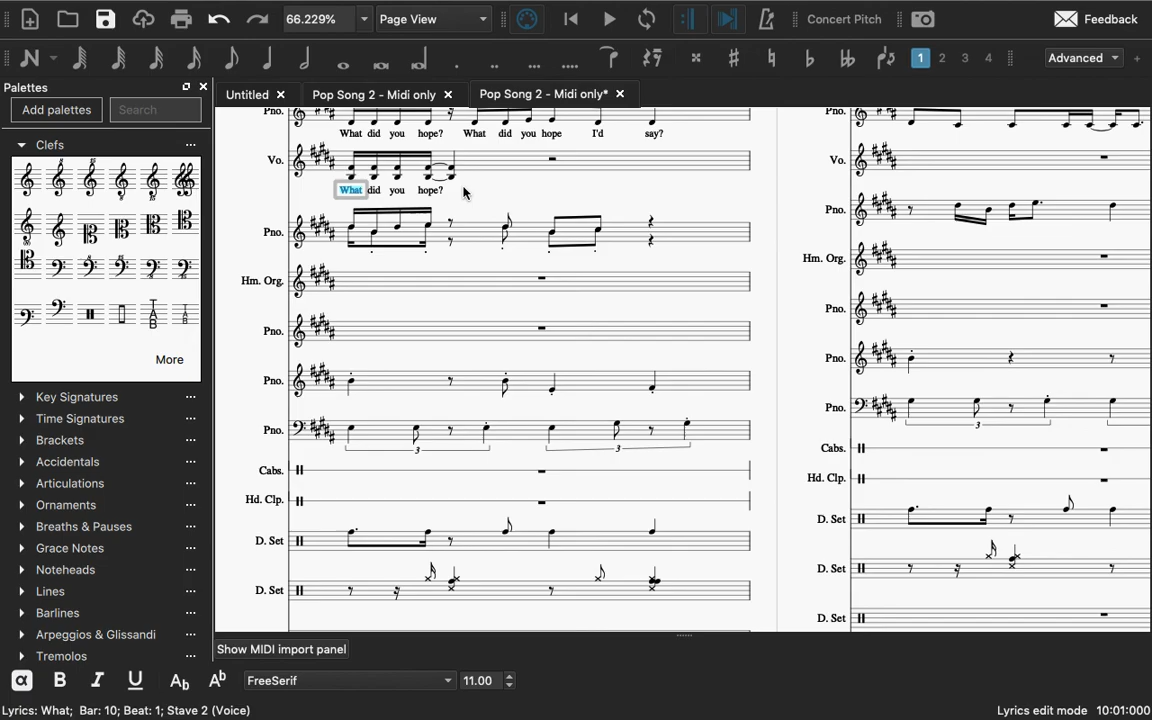 66.229% Page View Concert Pitch Feedback
1 2 3 4 Advanced +
Palettes
Untitled Pop Song 2 - Midi only Pop Song 2 - Midi only*
Add palettes Search
Clefs
More
Key Signatures
Time Signatures
Brackets
Accidentals
Articulations
Ornaments
Breaths & Pauses
Grace Notes
Noteheads
Lines
Barlines
Arpeggios & Glissandi
Tremolos
Pno.
What did you hope? What did you hope I'd say?
Vo.
What did you hope?
Pno.
Hm. Org.
Pno.
Pno.
Pno.
3 3
Cabs.
Hd. Clp.
D. Set
D. Set
Pno.
Vo.
Pno.
Hm. Org.
Pno.
Pno.
Pno.
3
Cabs.
Hd. Clp.
D. Set
D. Set
D. Set
Show MIDI import panel
α B I U Ab Ab FreeSerif 11.00
Lyrics: What; Bar: 10; Beat: 1; Stave 2 (Voice) Lyrics edit mode 10:01:000